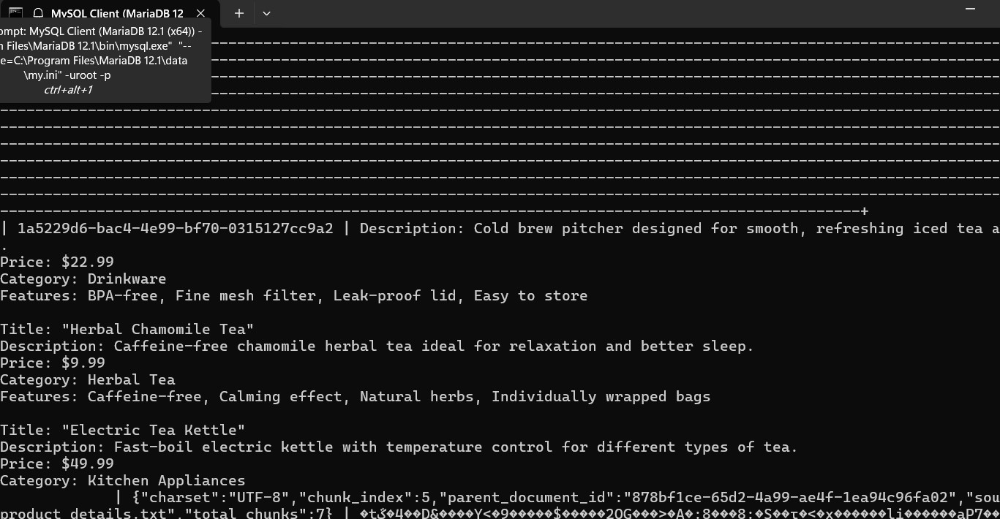 MySQL Client (MariaDB 12
ompt: MySQL Client (MariaDB 12.1 (x64)) -
m Files\MariaDB 12.1\bin\mysql.exe" "--
e=C:\Program Files\MariaDB 12.1\data
\my.ini" -uroot -p
ctrl+alt+1
| 1a5229d6-bac4-4e99-bf70-0315127cc9a2 | Description: Cold brew pitcher designed for smooth, refreshing iced tea a
.
Price: $22.99
Category: Drinkware
Features: BPA-free, Fine mesh filter, Leak-proof lid, Easy to store
Title: "Herbal Chamomile Tea"
Description: Caffeine-free chamomile herbal tea ideal for relaxation and better sleep.
Price: $9.99
Category: Herbal Tea
Features: Caffeine-free, Calming effect, Natural herbs, Individually wrapped bags
Title: "Electric Tea Kettle"
Description: Fast-boil electric kettle with temperature control for different types of tea.
Price: $49.99
Category: Kitchen Appliances
| {"charset":"UTF-8","chunk_index":5,"parent_document_id":"878bf1ce-65d2-4a99-ae4f-1ea94c96fa02","sou
product_details.txt","total_chunks":7} |